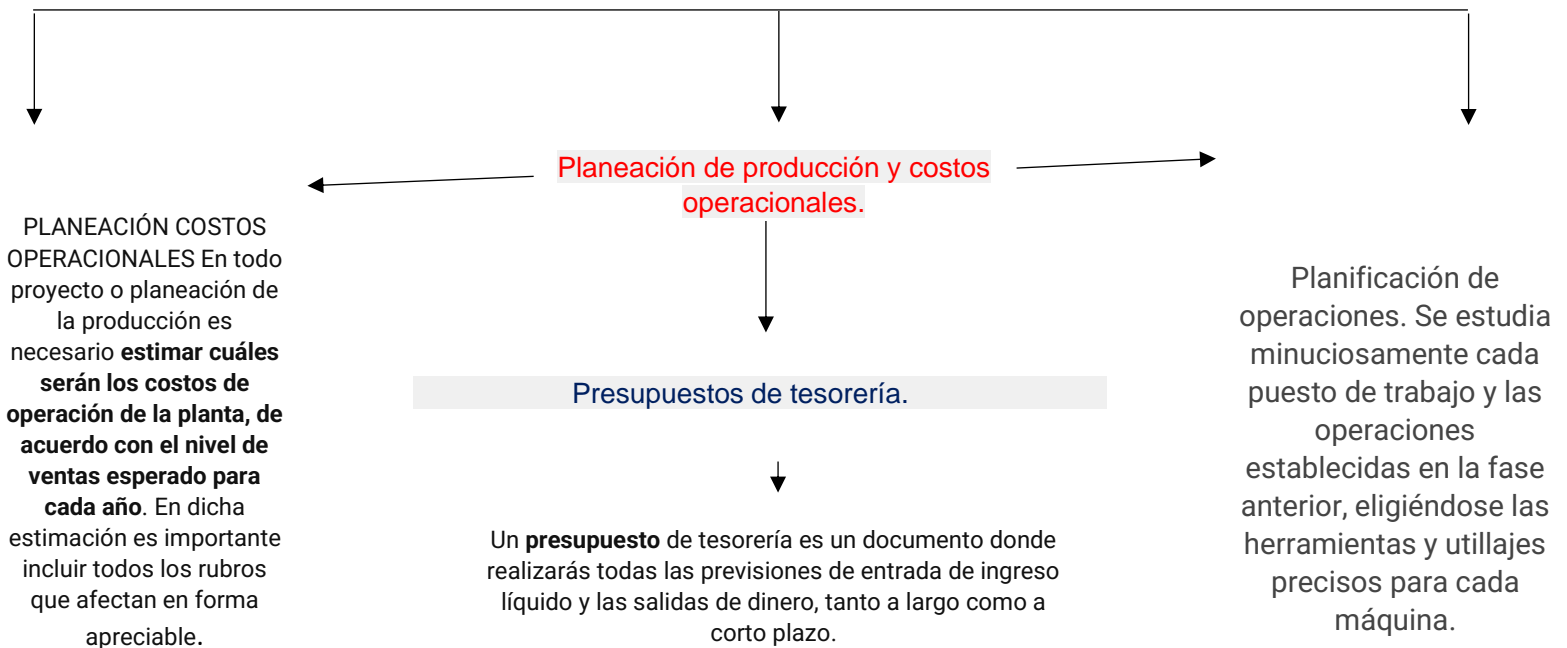 Planeación de producción y costos
operacionales.
PLANEACIÓN COSTOS
OPERACIONALES En todo
proyecto o planeación de
la producción es
necesario estimar cuáles
serán los costos de
operación de la planta, de
acuerdo con el nivel de
ventas esperado para
cada año. En dicha
estimación es importante
incluir todos los rubros
que afectan en forma
apreciable.
Presupuestos de tesorería.
Un presupuesto de tesorería es un documento donde
realizarás todas las previsiones de entrada de ingreso
líquido y las salidas de dinero, tanto a largo como a
corto plazo.
Planificación de
operaciones. Se estudia
minuciosamente cada
puesto de trabajo y las
operaciones
establecidas en la fase
anterior, eligiéndose las
herramientas y utillajes
precisos para cada
máquina.